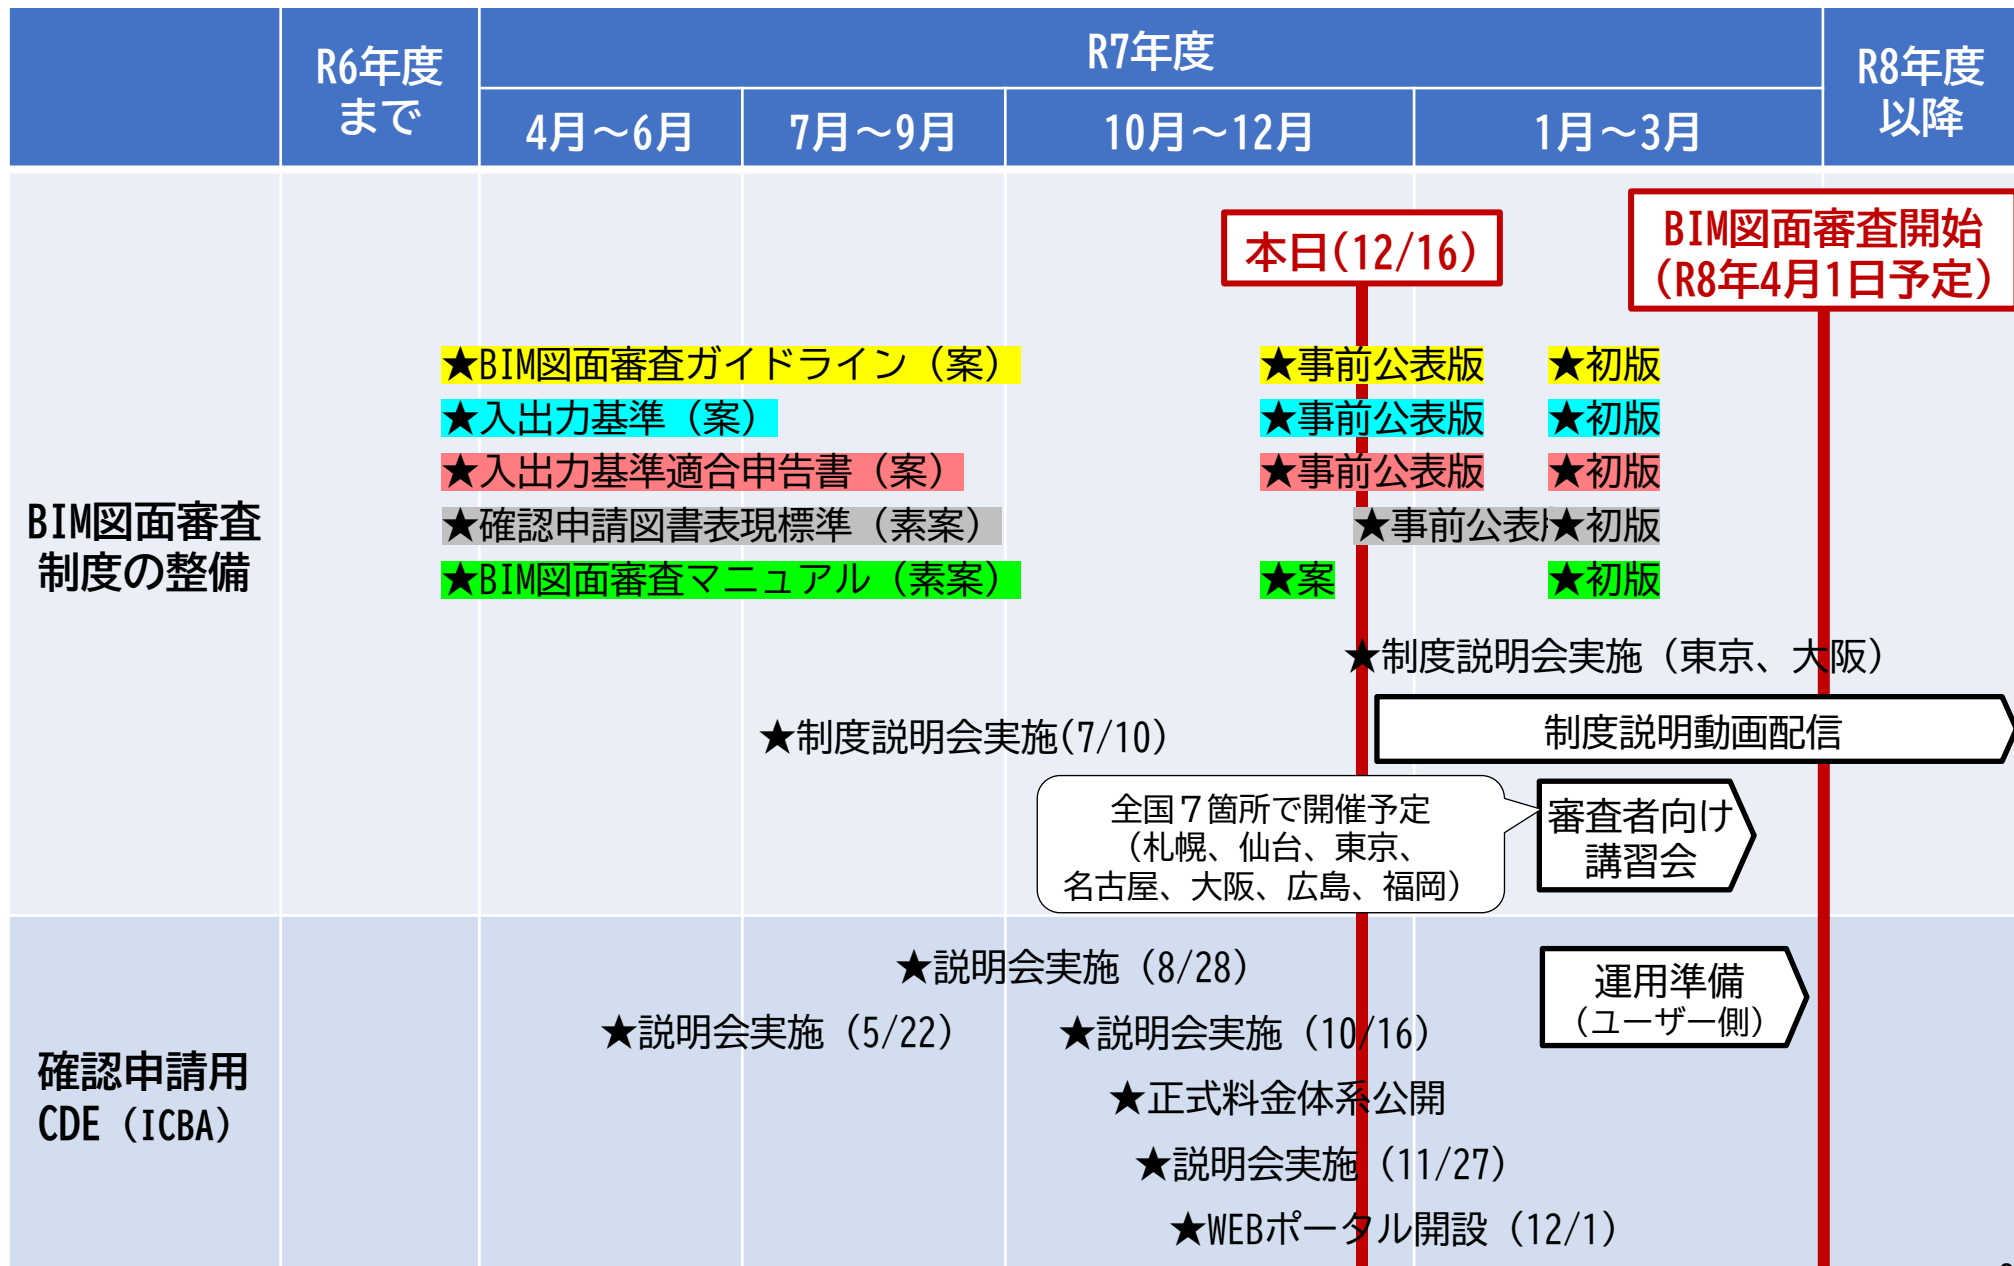 R6年度
まで
R7年度
R8年度
以降
4月～6月
7月～9月
10月～12月
1月～3月
BIM図面審査
制度の整備
本日(12/16)
BIM図面審査開始
（R8年4月1日予定）
★BIM図面審査ガイドライン（案）
★事前公表版
★初版
★入出力基準（案）
★事前公表版
★初版
★入出力基準適合申告書（案）
★事前公表版
★初版
★確認申請図書表現標準（素案）
★事前公表
★初版
★BIM図面審査マニュアル（素案）
★案
★初版
★制度説明会実施（東京、大阪）
★制度説明会実施(7/10)
制度説明動画配信
全国７箇所で開催予定
（札幌、仙台、東京、
名古屋、大阪、広島、福岡）
審査者向け
講習会
確認申請用
CDE（ICBA）
★説明会実施（8/28）
★説明会実施（5/22）
★説明会実施（10/16）
運用準備
（ユーザー側）
★正式料金体系公開
★説明会実施（11/27）
★WEBポータル開設（12/1）